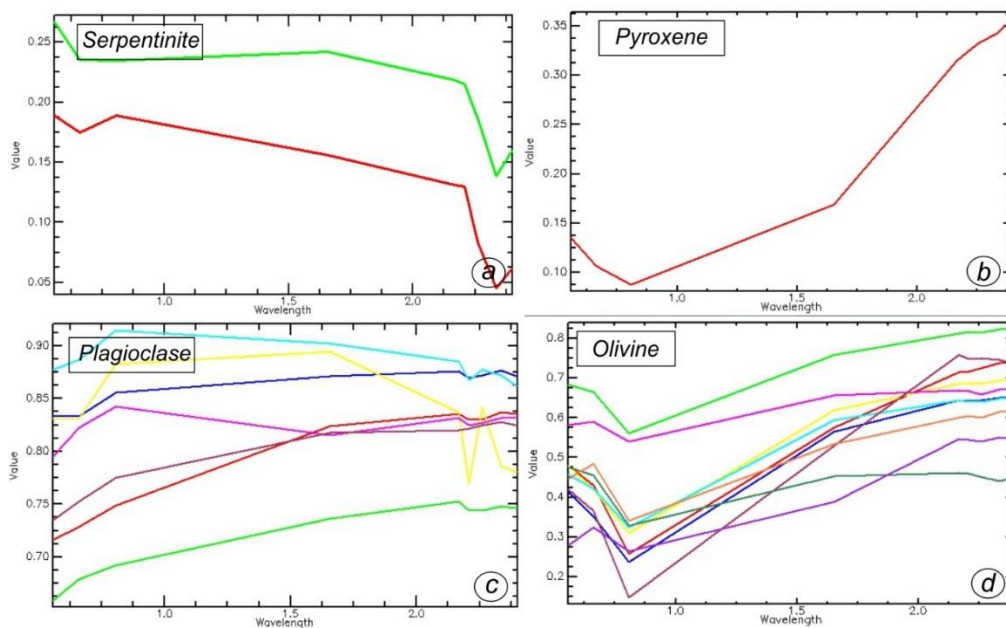 Serpentinite
0.25
0.20
0.15
0.10
0.05
Value
1.0
1.5
2.0
Wavelength
a
Pyroxene
0.35
0.30
0.35
0.20
0.15
0.10
Value
1.0
1.5
2.0
Wavelength
b
Plagioclase
0.90
0.85
0.80
0.75
0.70
Value
1.0
1.5
2.0
Wavelength
c
Olivine
0.8
0.7
0.6
0.5
0.4
0.3
0.2
Value
1.0
1.5
2.0
Wavelength
d